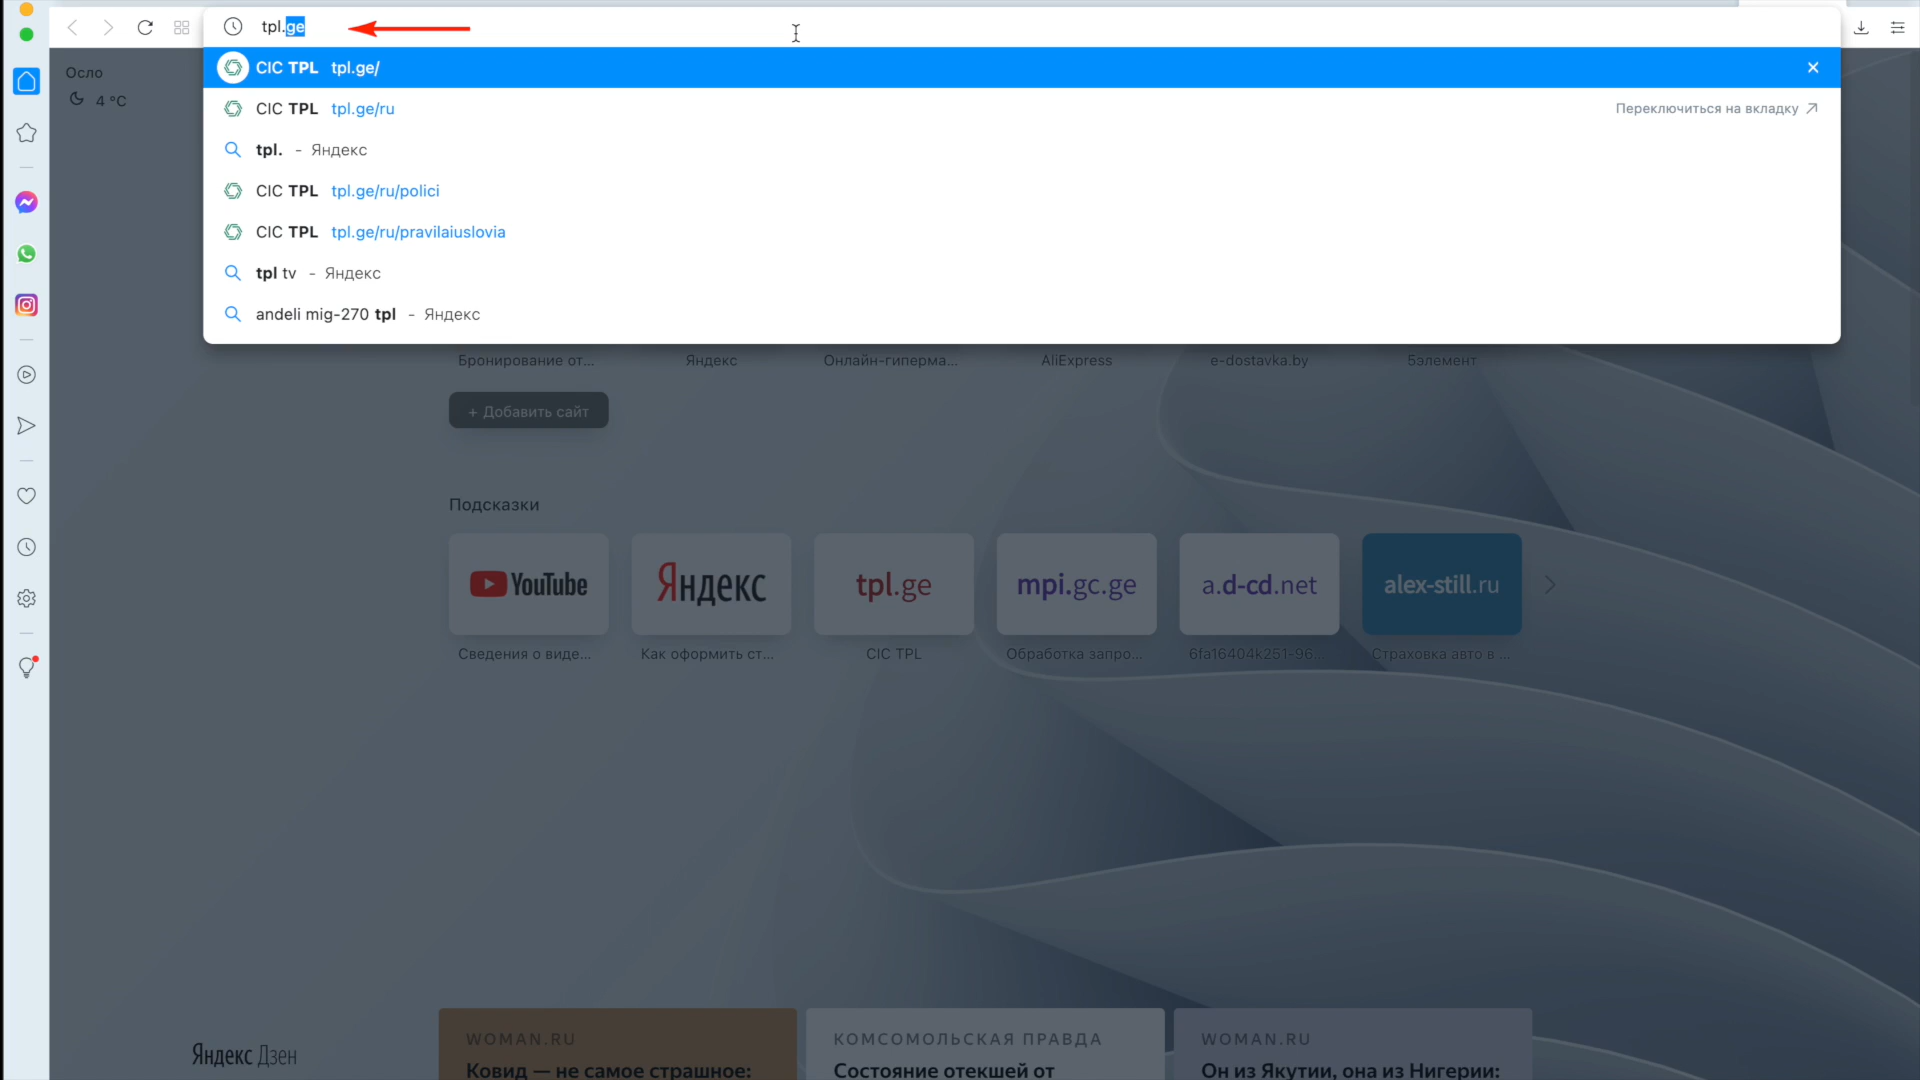 tpl.ge
CIC TPL tpl.ge/
Осло
4 °C
CIC TPL tpl.ge/ru
Переключиться на вкладку
tpl. - Яндекс
CIC TPL tpl.ge/ru/polici
CIC TPL tpl.ge/ru/pravilaiuslovia
tpl tv - Яндекс
andeli mig-270 tpl - Яндекс
Бронирование от...
Яндекс
Онлайн-гиперма...
AliExpress
e-dostavka.by
5элемент
+ Добавить сайт
Подсказки
YouTube
Яндекс
tpl.ge
mpi.gc.ge
a.d-cd.net
alex-still.ru
Сведения о виде...
Как оформить ст...
CIC TPL
Обработка запро...
6fa16404k251-96...
Страховка авто в ...
Яндекс Дзен
WOMAN.RU
Ковид — не самое страшное:
КОМСОМОЛЬСКАЯ ПРАВДА
Состояние отекшей от
WOMAN.RU
Он из Якутии, она из Нигерии: